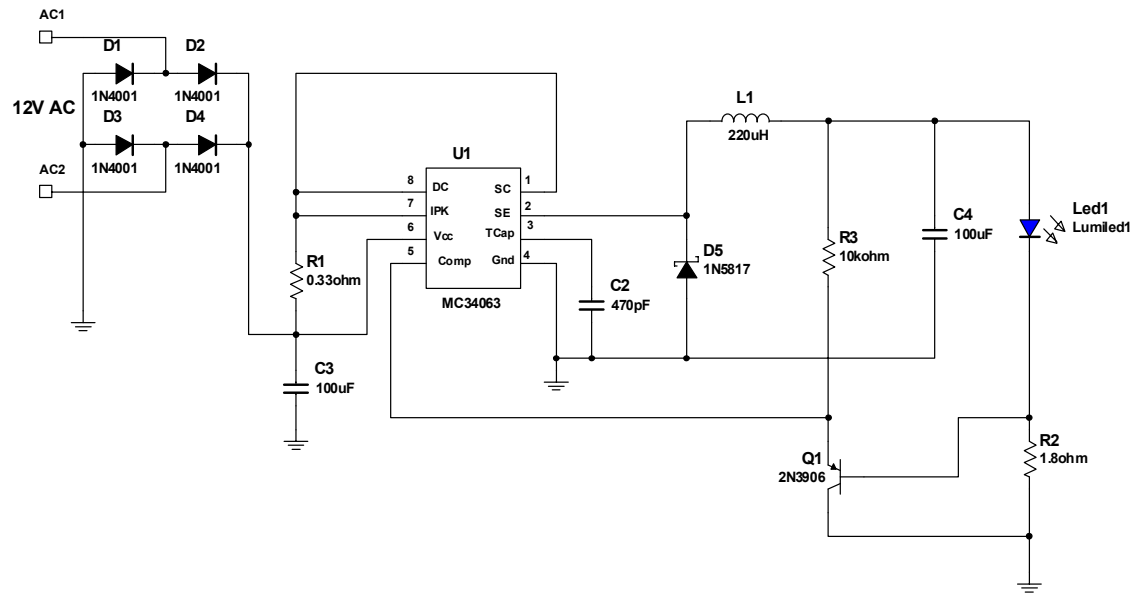 AC1
D1
D2
1N4001
1N4001
12V AC
D3
D4
1N4001
1N4001
AC2
U1
8 DC SC 1
7 IPK SE 2
6 Vcc TCap 3
5 Comp Gnd 4
MC34063
R1
0.33ohm
C3
100uF
C2
470pF
D5
1N5817
L1
220uH
R3
10kohm
C4
100uF
Led1
Lumiled1
Q1
2N3906
R2
1.8ohm